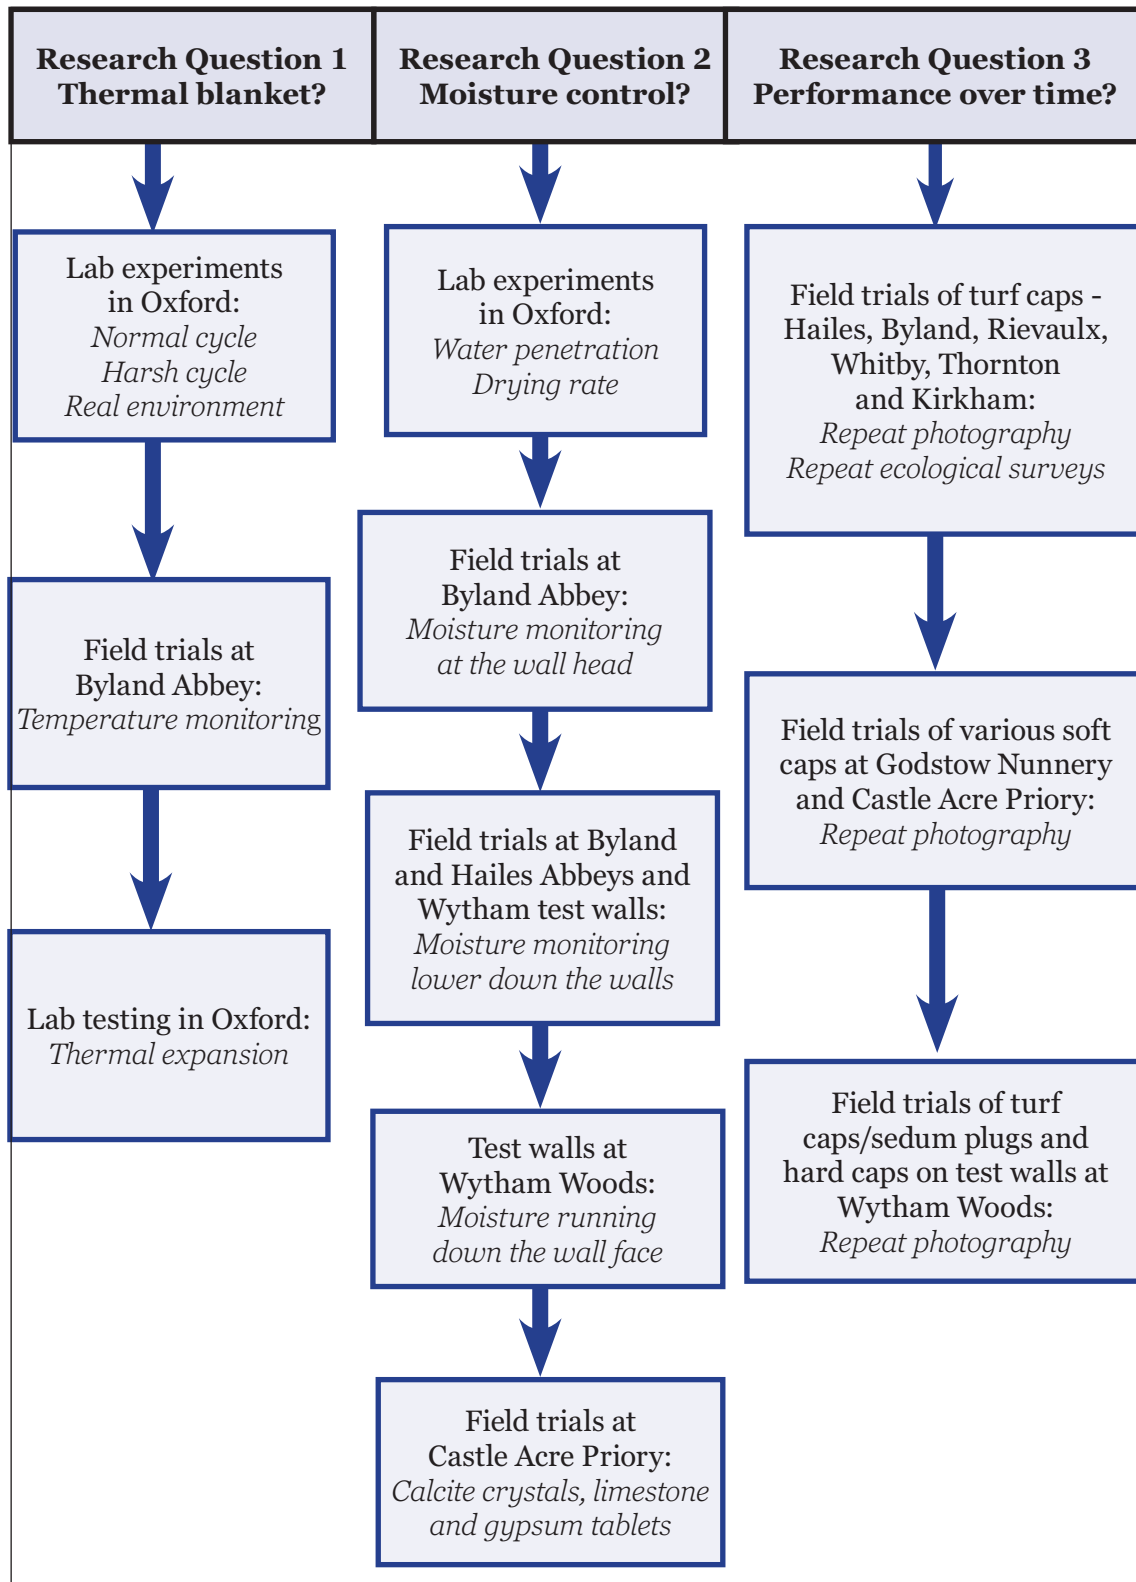 Research Question 1
Thermal blanket?
Research Question 2
Moisture control?
Research Question 3
Performance over time?
Lab experiments
in Oxford:
Normal cycle
Harsh cycle
Real environment
Field trials at
Byland Abbey:
Temperature monitoring
Lab testing in Oxford:
Thermal expansion
Lab experiments
in Oxford:
Water penetration
Drying rate
Field trials at
Byland Abbey:
Moisture monitoring
at the wall head
Field trials at Byland
and Hailes Abbeys and
Wytham test walls:
Moisture monitoring
lower down the walls
Test walls at
Wytham Woods:
Moisture running
down the wall face
Field trials at
Castle Acre Priory:
Calcite crystals, limestone
and gypsum tablets
Field trials of turf caps -
Hailes, Byland, Rievaulx,
Whitby, Thornton
and Kirkham:
Repeat photography
Repeat ecological surveys
Field trials of various soft
caps at Godstow Nunnery
and Castle Acre Priory:
Repeat photography
Field trials of turf
caps/sedum plugs and
hard caps on test walls at
Wytham Woods:
Repeat photography